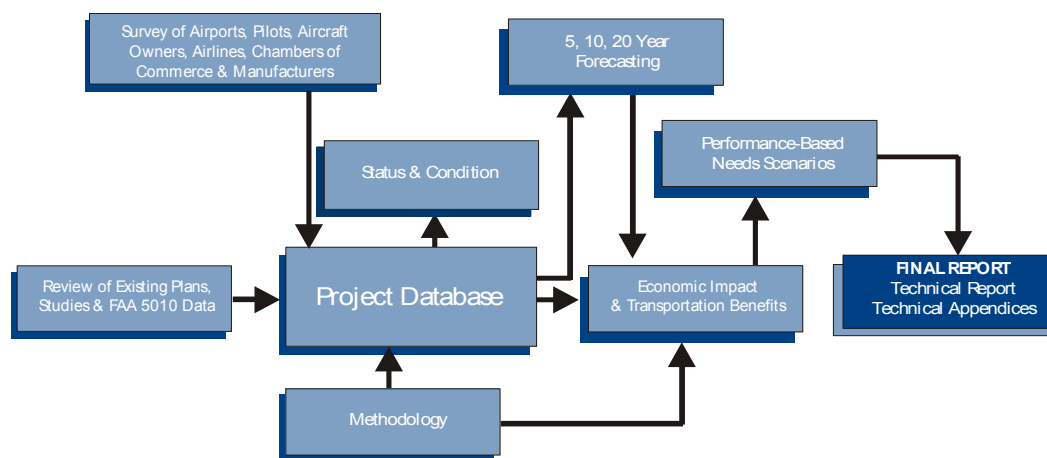 Survey of Airports, Pilots, Aircraft
Owners, Airlines, Chambers of
Commerce & Manufacturers
5, 10, 20 Year
Forecasting
Performance-Based
Needs Scenarios
Status & Condition
Review of Existing Plans,
Studies & FAA 5010 Data
Project Database
Economic Impact
& Transportation Benefits
FINAL REPORT
Technical Report
Technical Appendices
Methodology